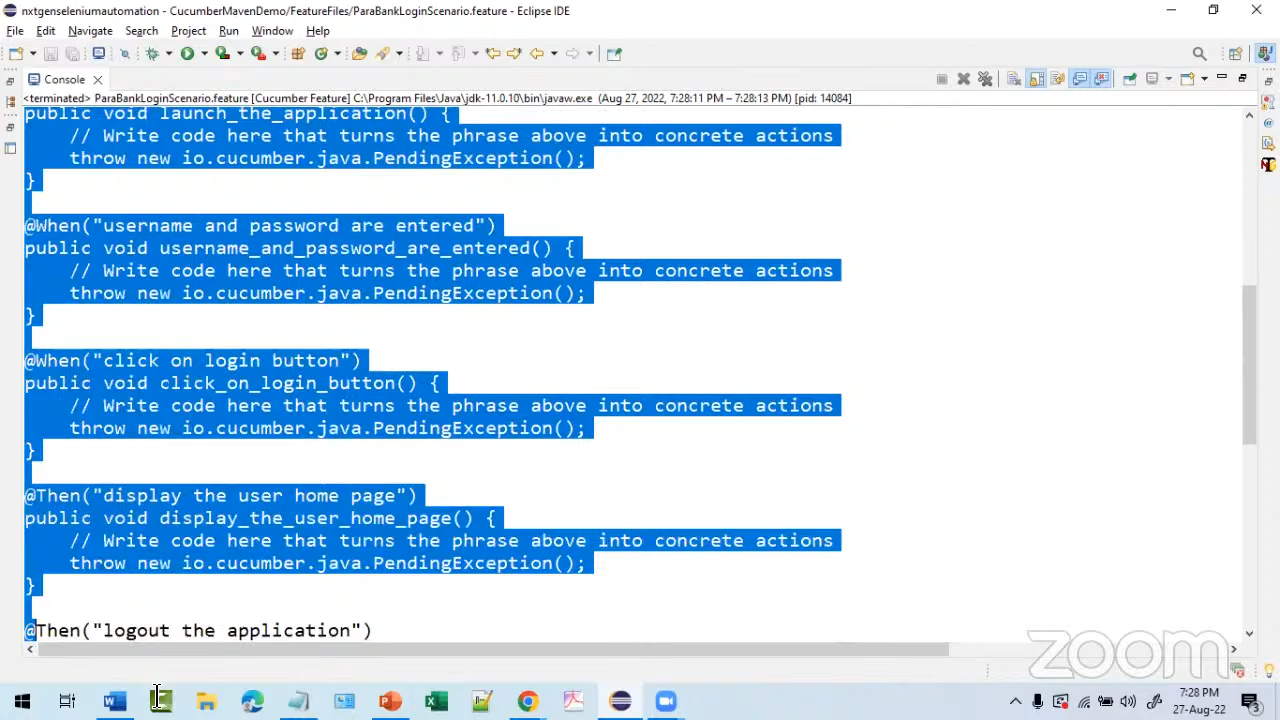 nxtgenseleniumautomation - CucumberMavenDemo/FeatureFiles/ParaBankLoginScenario.feature - Eclipse IDE
File Edit Navigate Search Project Run Window Help
Console
<terminated> ParaBankLoginScenario.feature [Cucumber Feature] C:\Program Files\Java\jdk-11.0.10\bin\javaw.exe (Aug 27, 2022, 7:28:11 PM – 7:28:13 PM) [pid: 14084]
public void launch_the_application() {
// Write code here that turns the phrase above into concrete actions
throw new io.cucumber.java.PendingException();
}
@When("username and password are entered")
public void username_and_password_are_entered() {
// Write code here that turns the phrase above into concrete actions
throw new io.cucumber.java.PendingException();
}
@When("click on login button")
public void click_on_login_button() {
// Write code here that turns the phrase above into concrete actions
throw new io.cucumber.java.PendingException();
}
@Then("display the user home page")
public void display_the_user_home_page() {
// Write code here that turns the phrase above into concrete actions
throw new io.cucumber.java.PendingException();
}
@Then("logout the application")
zoom
7:28 PM
27-Aug-22
3